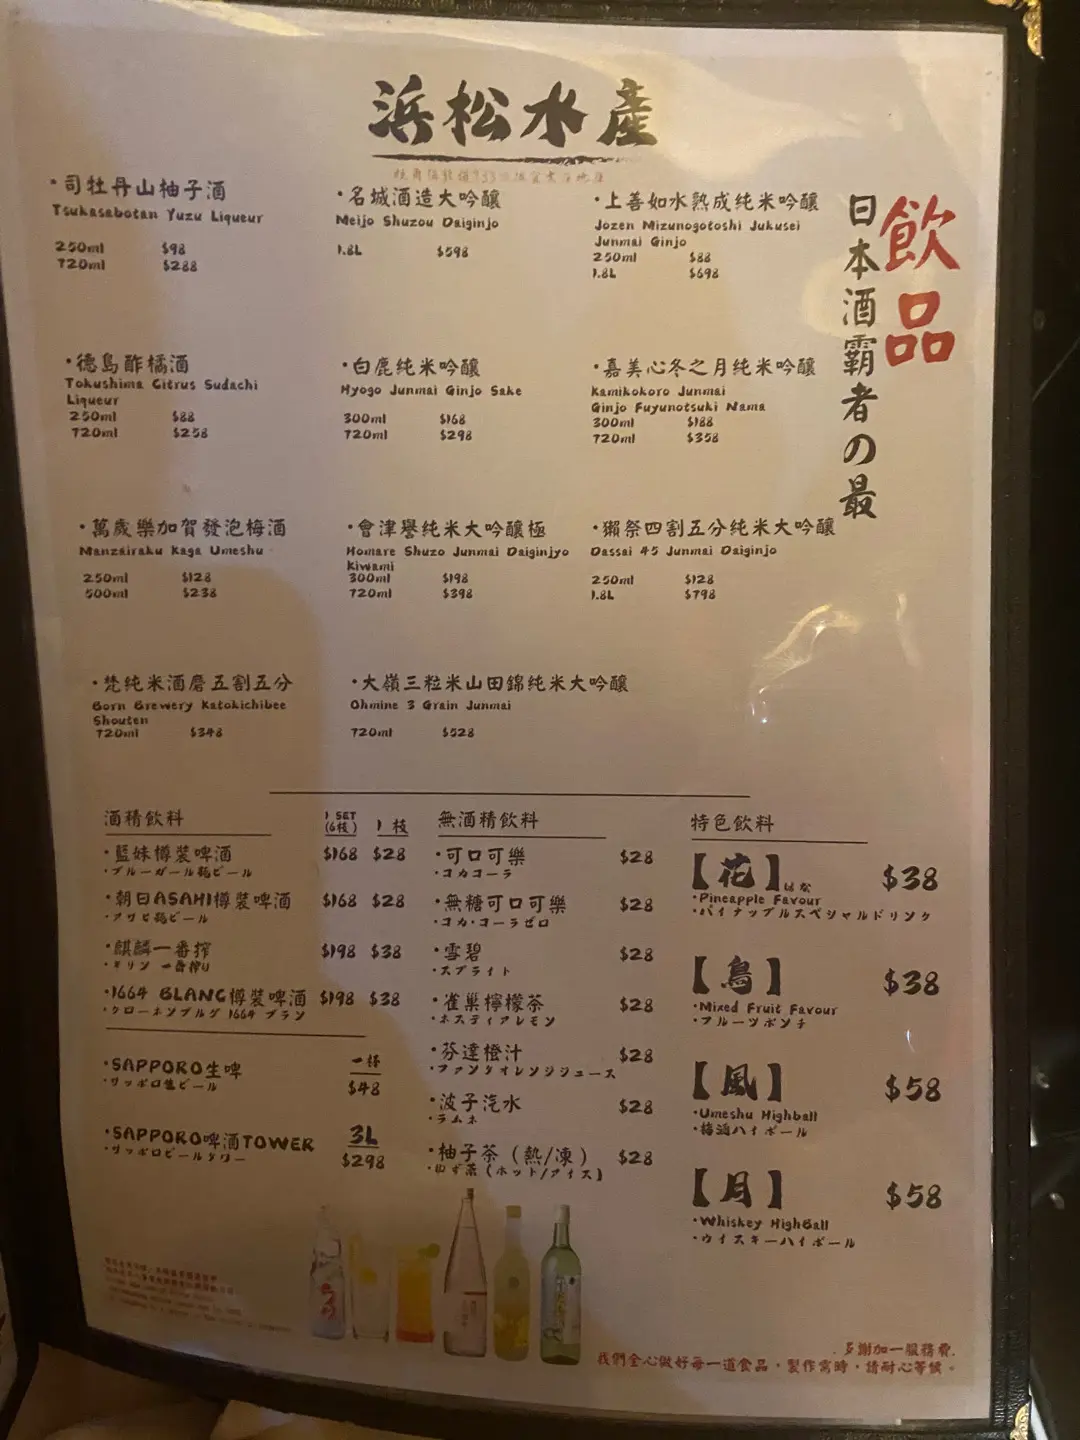 浜松水產
飲品
日本酒霸者の最
·司牡丹山柚子酒
Tsukasabotan Yuzu Liqueur
250ml $98
720ml $288
·名城酒造大吟釀
Meijo Shuzou Daiginjo
1.8L $598
·上善如水熟成純米吟釀
Jozen Mizunogotoshi Jukusei
Junmai Ginjo
250ml $88
1.8L $698
·德島酢橘酒
Tokushima Citrus Sudachi
Liqueur
250ml $88
720ml $258
·白鹿純米吟釀
Hyogo Junmai Ginjo Sake
300ml $168
720ml $298
·嘉美心冬之月純米吟釀
Kamikokoro Junmai
Ginjo Fuyunotsuki Nama
300ml $188
720ml $358
·萬歲樂加賀發泡梅酒
Manzairaku Kaga Umeshu
250ml $128
500ml $238
·會津譽純米大吟釀極
Homare Shuzo Junmai Daiginjyo
Kiwami
300ml $198
720ml $398
·獺祭四割五分純米大吟釀
Dassai 45 Junmai Daiginjo
250ml $128
1.8L $798
·梵純米酒磨五割五分
Born Brewery Katokichibee
Shouten
720ml $348
·大嶺三粒米山田錦純米大吟釀
Ohmine 3 Grain Junmai
720ml $528
酒精飲料 1 SET (6枝) 1 枝
·藍妹樽裝啤酒 $168 $28
·ブルーガール瓶ビール
·朝日ASAHI樽裝啤酒 $168 $28
·アサヒ瓶ビール
·麒麟一番搾 $198 $38
·キリン 一番搾り
·1664 BLANC樽裝啤酒 $198 $38
·クローネンブルグ 1664 ブラン
·SAPPORO生啤 一杯 $48
·サッポロ生ビール
·SAPPORO啤酒TOWER 3L $298
·サッポロビールタワー
無酒精飲料
·可口可樂 $28
·コカコーラ
·無糖可口可樂 $28
·コカ·コーラゼロ
·雪碧 $28
·スプライト
·雀巢檸檬茶 $28
·ネスティアレモン
·芬達橙汁 $28
·ファンタオレンジジュース
·波子汽水 $28
·ラムネ
·柚子茶（熱/凍） $28
·ゆず茶（ホット/アイス）
特色飲料
【花】はな $38
·Pineapple Favour
·パイナップルスペシャルドリンク
【鳥】 $38
·Mixed Fruit Favour
·フルーツポンチ
【風】 $58
·Umeshu Highball
·梅酒ハイボール
【月】 $58
·Whiskey HighBall
·ウイスキーハイボール
多謝加一服務費.
我們全心做好每一道食品，製作需時，請耐心等候。